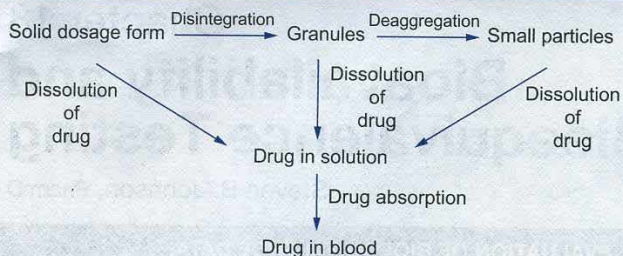 Disintegration
Deaggregation
Solid dosage form
Granules
Small particles
Dissolution
of
drug
Dissolution
of
drug
Dissolution
of
drug
Drug in solution
Drug absorption
Drug in blood